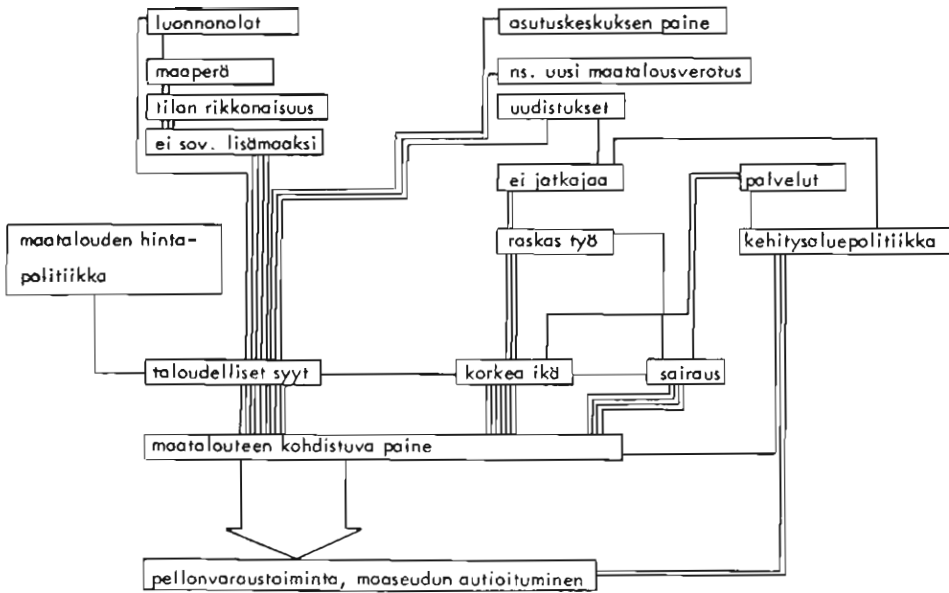 luonnonolot
asutuskeskuksen paine
maaperä
ns. uusi maatalousverotus
tilan rikkonaisuus
uudistukset
ei sov. lisämaaksi
ei jatkajaa
palvelut
maatalouden hinta-
politiikka
raskas työ
kehitysaluepolitiikka
taloudelliset syyt
korkea ikä
sairaus
maatalouteen kohdistuva paine
pellonvaraustoiminta, maaseudun autioituminen